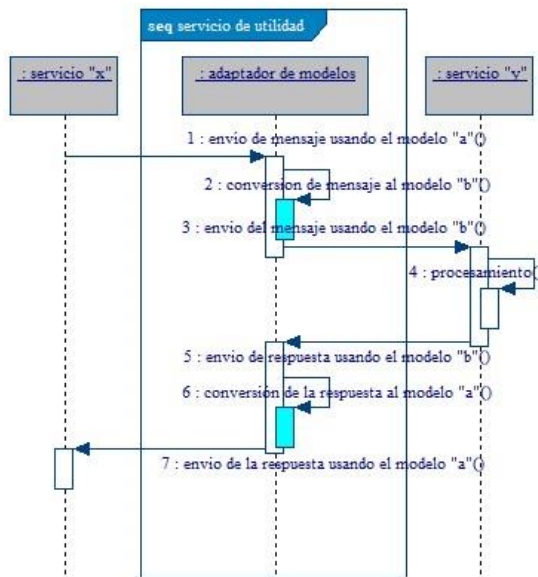 seq servicio de utilidad
: servicio "x"
: adaptador de modelos
: servicio "y"
1 : envio de mensaje usando el modelo "a"()
2 : conversion de mensaje al modelo "b"()
3 : envio del mensaje usando el modelo "b"()
4 : procesamiento(
5 : envio de respuesta usando el modelo "b"()
6 : conversión de la respuesta al modelo "a"()
7 : envio de la respuesta usando el modelo "a"()